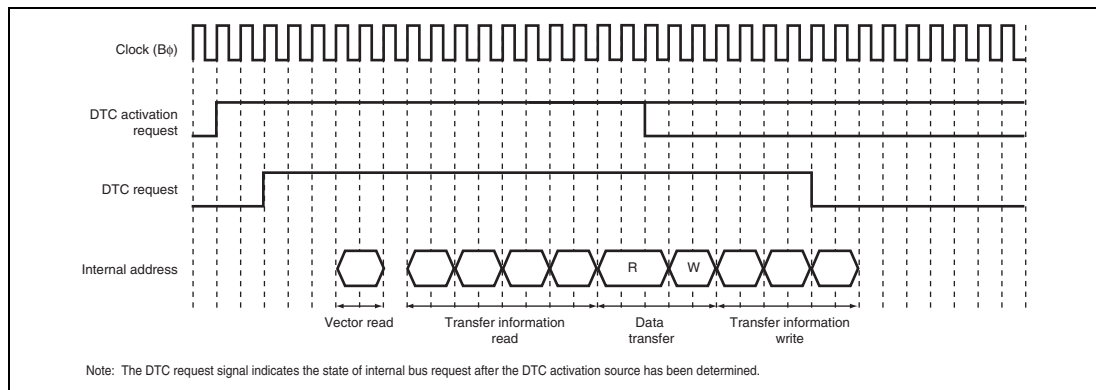 Clock (Bφ)
DTC activation
request
DTC request
Internal address
R
W
Vector read
Transfer information
read
Data
transfer
Transfer information
write
Note: The DTC request signal indicates the state of internal bus request after the DTC activation source has been determined.